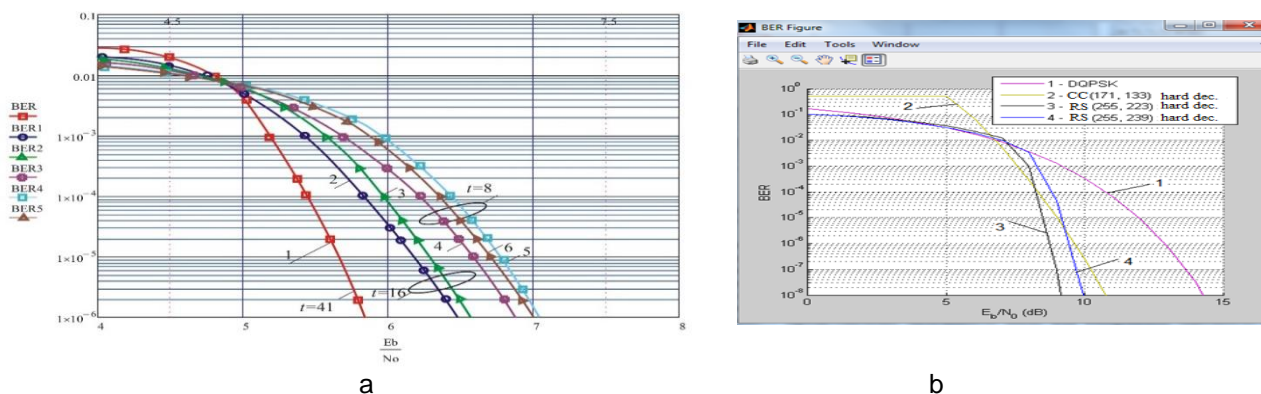 0.1
4.5
7.5
0.01
BER
BER1
BER2
BER3
BER4
BER5
1×10⁻³
1×10⁻⁴
1×10⁻⁵
1×10⁻⁶
2
3
t=8
4
6
5
1
t=16
t=41
4
5
6
7
8
Eb
No
a
BER Figure
File Edit Tools Window
1 - DQPSK
2 - CC(171, 133) hard dec.
3 - RS (255, 223) hard dec.
4 - RS (255, 239) hard dec.
10⁰
10⁻¹
10⁻²
10⁻³
10⁻⁴
10⁻⁵
10⁻⁶
10⁻⁷
10⁻⁸
BER
2
1
3
4
0
5
10
15
E_b/N_0 (dB)
b